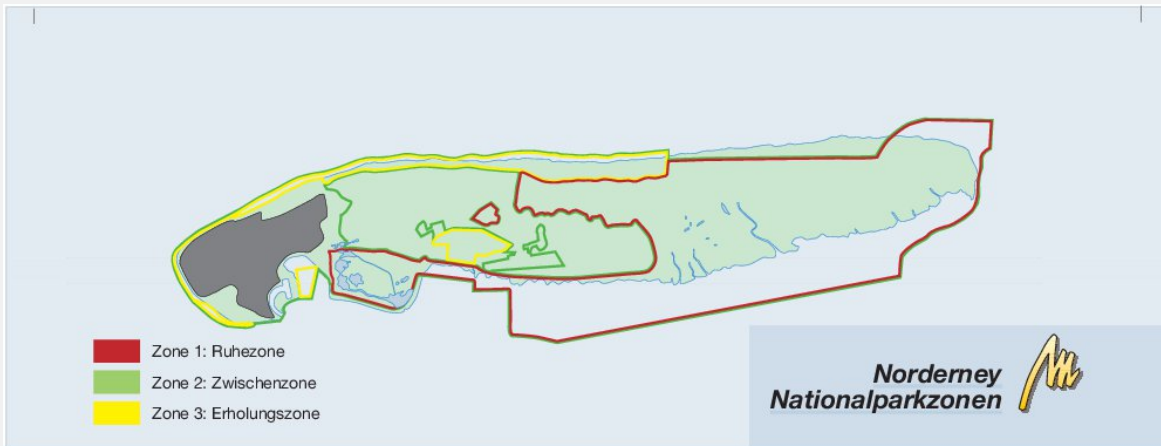 Zone 1: Ruhezone
Zone 2: Zwischenzone
Zone 3: Erholungszone
Norderney
Nationalparkzonen